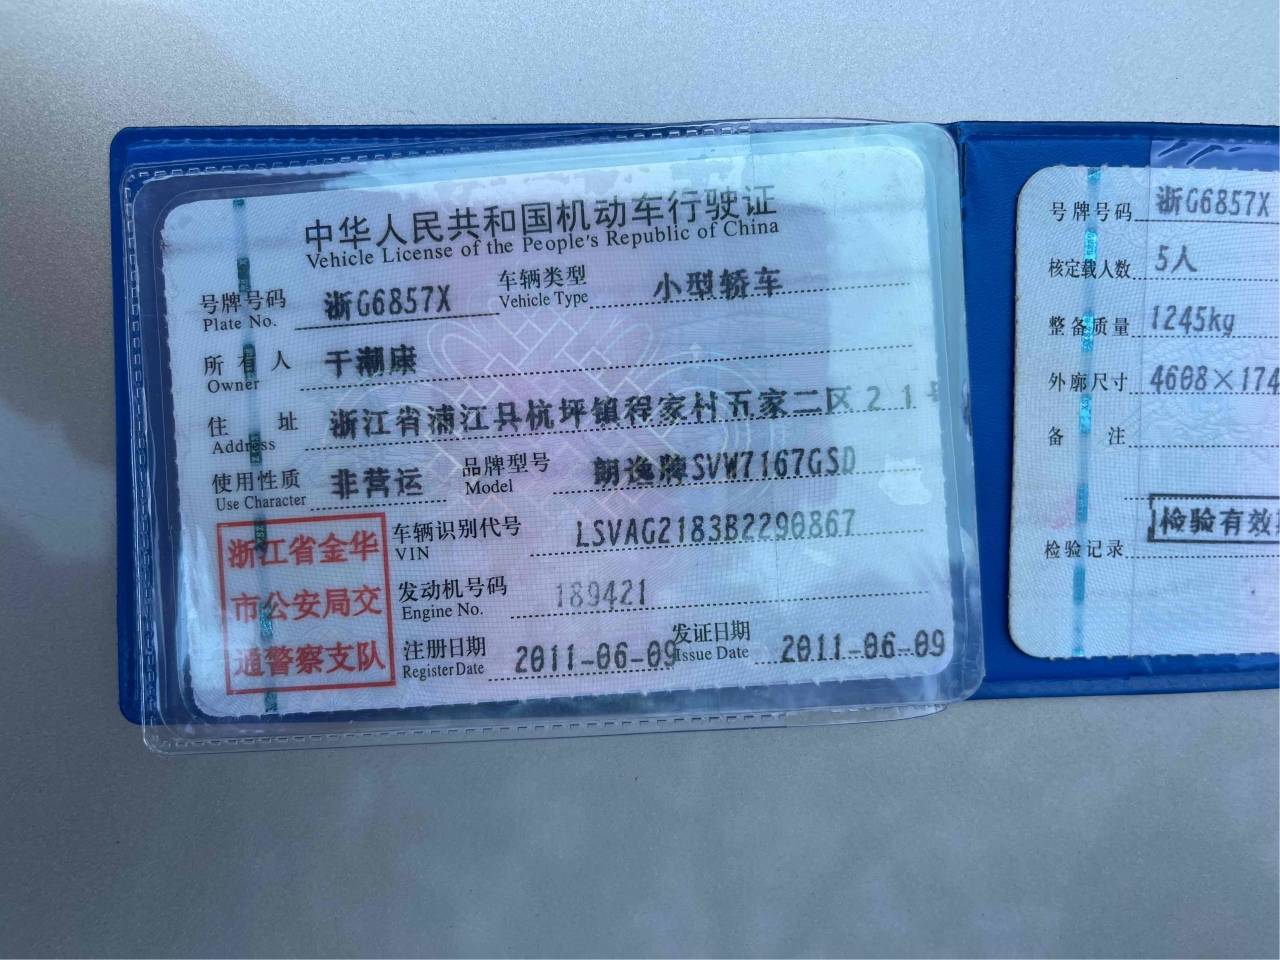 中华人民共和国机动车行驶证
Vehicle License of the People's Republic of China
号牌号码 浙G6857X 车辆类型 小型轿车
Plate No. Vehicle Type
所有人 干潮康
Owner
住址 浙江省浦江县杭坪镇程家村五家二区21号
Address
使用性质 非营运 品牌型号 朗逸牌SVW7167GSD
Use Character Model
浙江省金华
市公安局交
通警察支队
车辆识别代号 LSVAG2183B2290867
VIN
发动机号码 189421
Engine No.
注册日期 2011-06-09 发证日期 2011-06-09
Register Date Issue Date
号牌号码 浙G6857X
核定载人数 5人
整备质量 1245kg
外廓尺寸 4608×174
备注
检验有效
检验记录